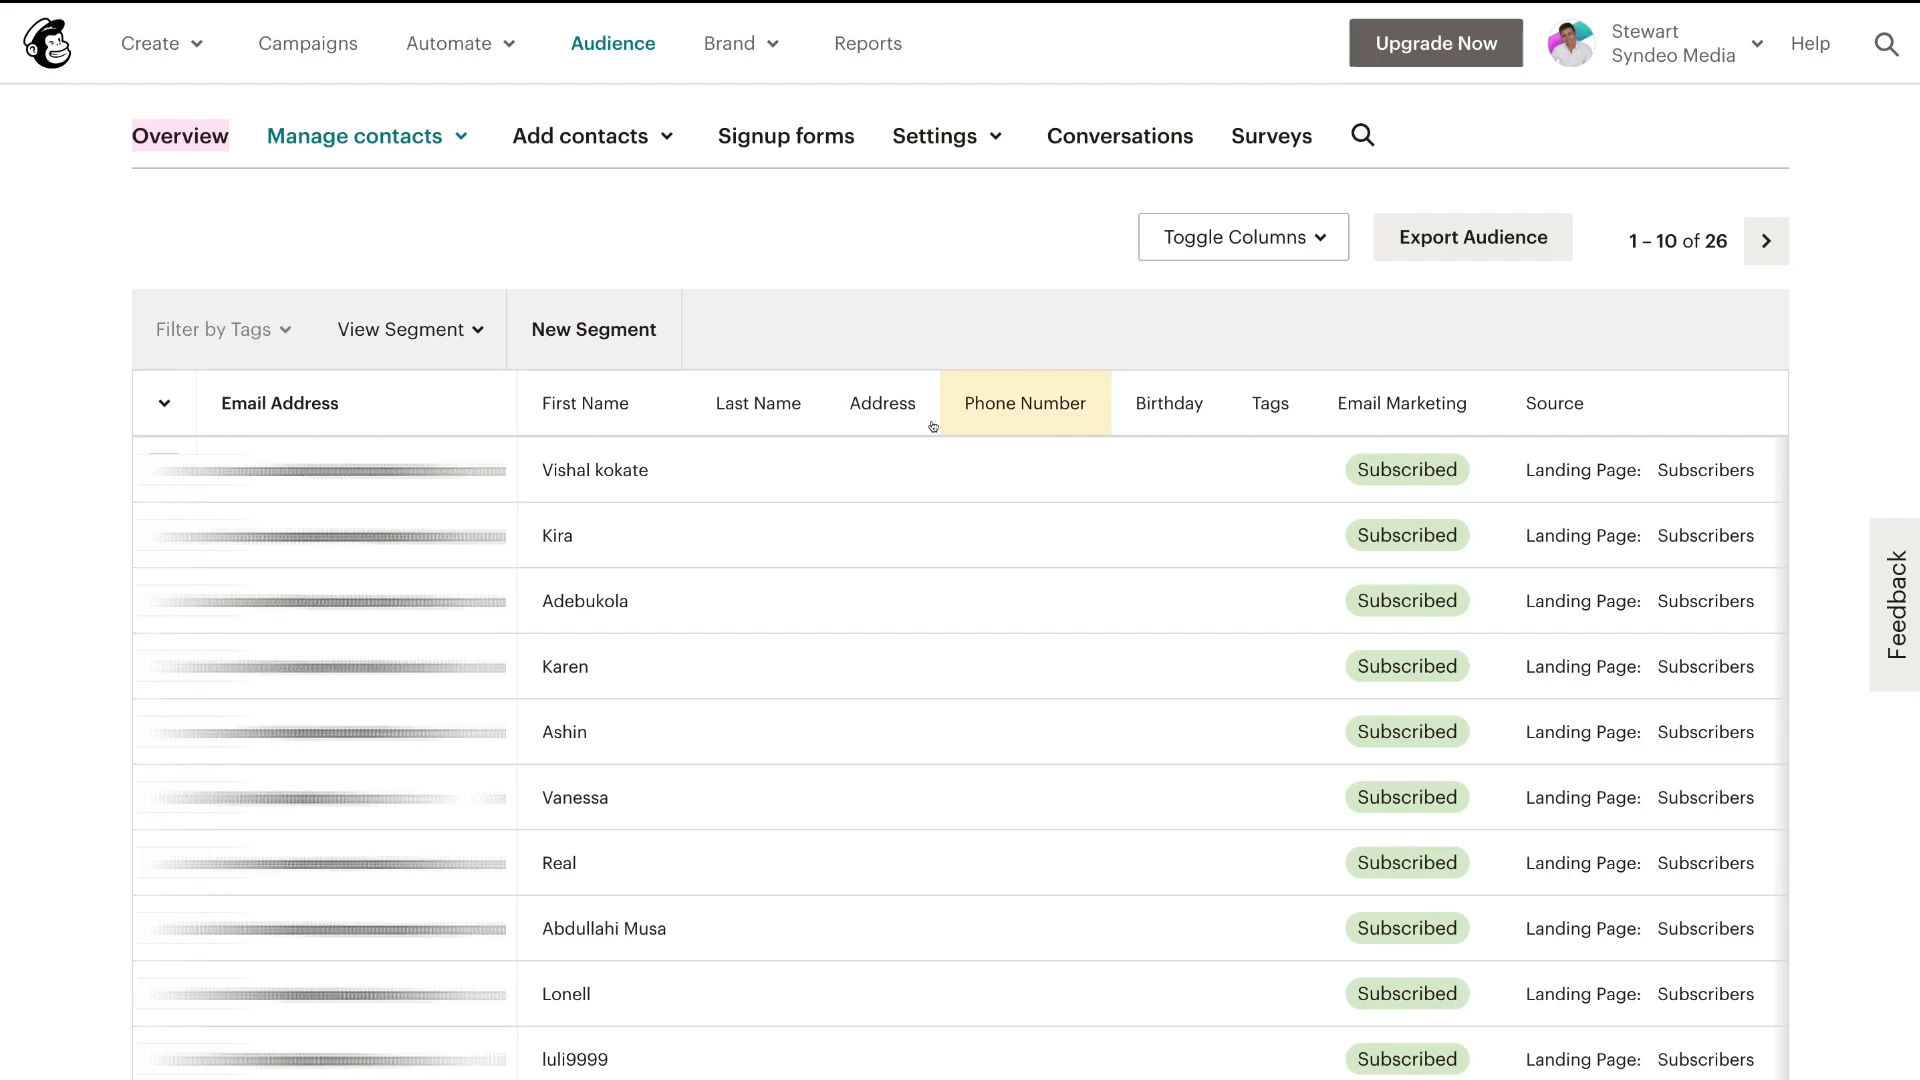 Create Campaigns Automate Audience Brand Reports Upgrade Now Stewart Syndeo Media Help
Overview Manage contacts Add contacts Signup forms Settings Conversations Surveys
Toggle Columns Export Audience 1 – 10 of 26
Filter by Tags View Segment New Segment
Email Address First Name Last Name Address Phone Number Birthday Tags Email Marketing Source
Vishal kokate Subscribed Landing Page: Subscribers
Kira Subscribed Landing Page: Subscribers
Adebukola Subscribed Landing Page: Subscribers
Karen Subscribed Landing Page: Subscribers
Ashin Subscribed Landing Page: Subscribers
Vanessa Subscribed Landing Page: Subscribers
Real Subscribed Landing Page: Subscribers
Abdullahi Musa Subscribed Landing Page: Subscribers
Lonell Subscribed Landing Page: Subscribers
luli9999 Subscribed Landing Page: Subscribers
Feedback